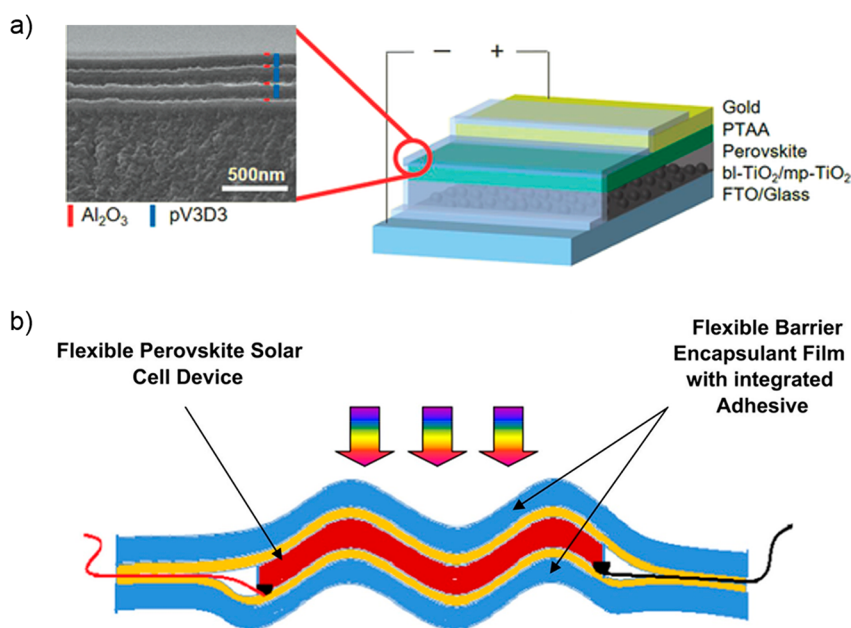 a)
− +
500nm
Al₂O₃ pV3D3
Gold
PTAA
Perovskite
bl-TiO₂/mp-TiO₂
FTO/Glass
b)
Flexible Perovskite Solar
Cell Device
Flexible Barrier
Encapsulant Film
with integrated
Adhesive